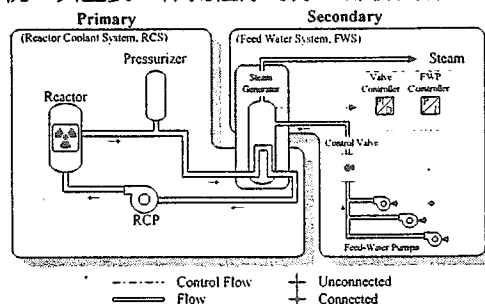 Primary
Secondary
(Reactor Coolant System, RCS)
(Feed Water System, FWS)
Pressurizer
Steam
Reactor
Steam
Generator
Valve
Controller
FWP
Controller
Control Valve
RCP
Feed-Water Pumps
Control Flow
Unconnected
Flow
Connected